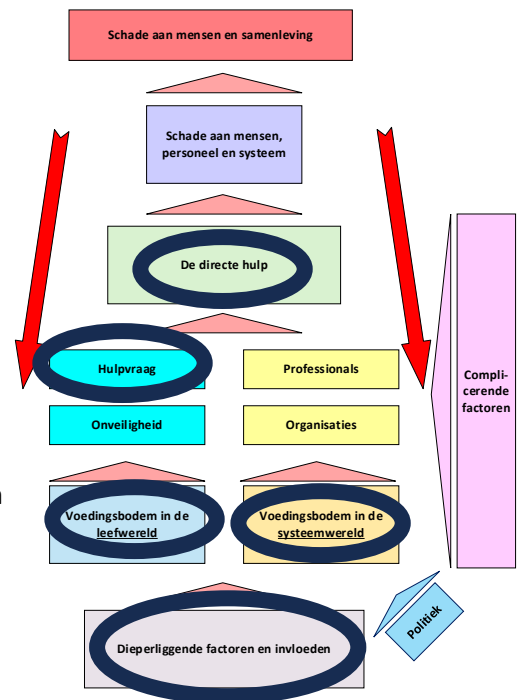 Schade aan mensen en samenleving
Schade aan mensen,
personeel en systeem
De directe hulp
Hulpvraag
Professionals
Onveiligheid
Organisaties
Compli-
cerende
factoren
Voedingsbodem in de
leefwereld
Voedingsbodem in de
systeemwereld
Politiek
Dieperliggende factoren en invloeden